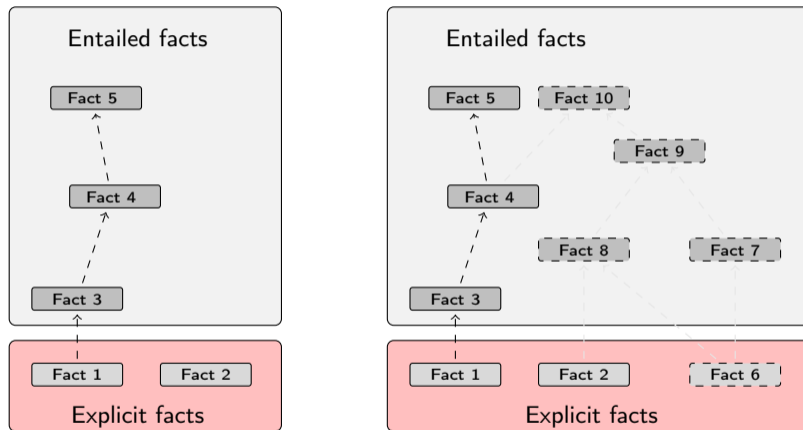 Entailed facts
Fact 5
Fact 4
Fact 3
Fact 1
Fact 2
Explicit facts
Entailed facts
Fact 5
Fact 10
Fact 9
Fact 4
Fact 8
Fact 7
Fact 3
Fact 1
Fact 2
Fact 6
Explicit facts